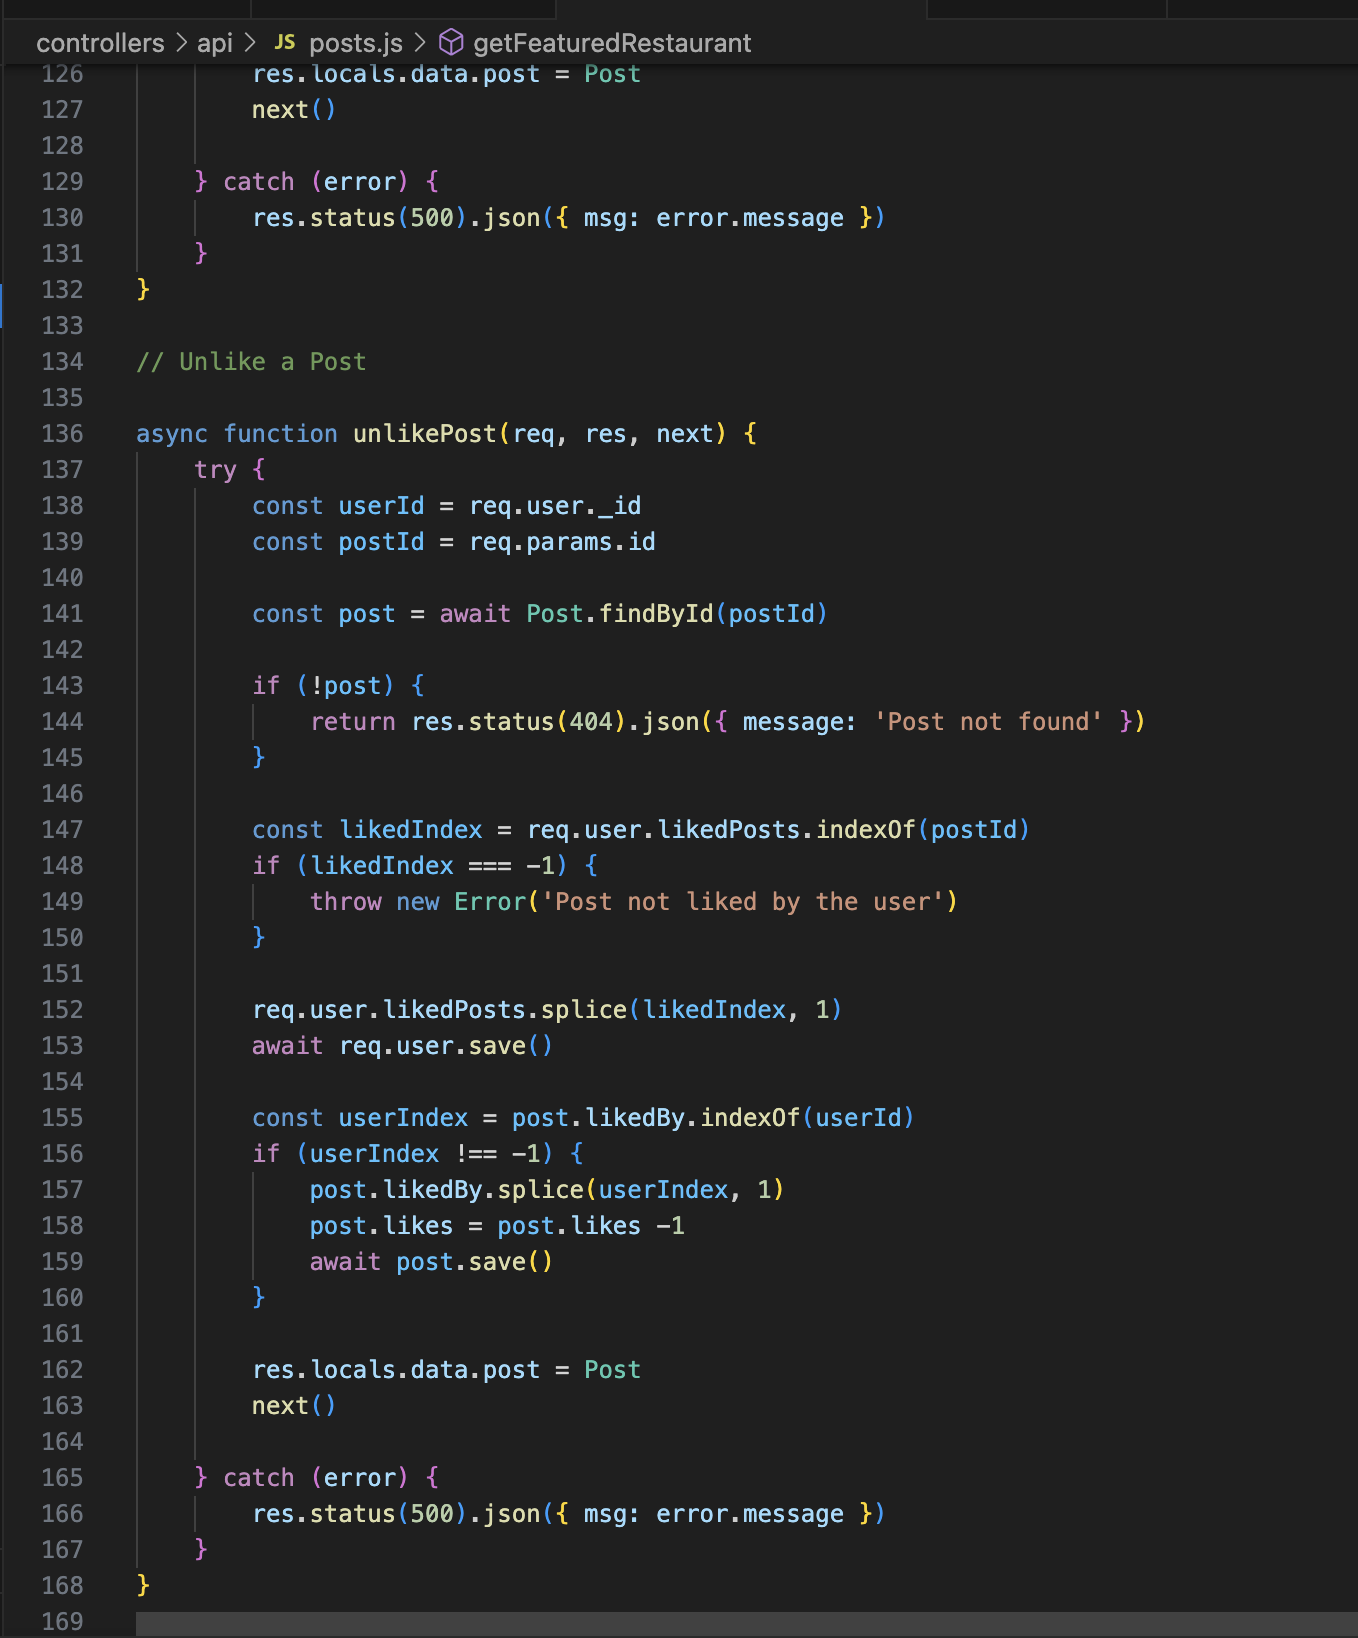 controllers > api > JS posts.js > getFeaturedRestaurant
126 res.locals.data.post = Post
127 next()
128
129 } catch (error) {
130 res.status(500).json({ msg: error.message })
131 }
132 }
133
134 // Unlike a Post
135
136 async function unlikePost(req, res, next) {
137 try {
138 const userId = req.user._id
139 const postId = req.params.id
140
141 const post = await Post.findById(postId)
142
143 if (!post) {
144 return res.status(404).json({ message: 'Post not found' })
145 }
146
147 const likedIndex = req.user.likedPosts.indexOf(postId)
148 if (likedIndex === -1) {
149 throw new Error('Post not liked by the user')
150 }
151
152 req.user.likedPosts.splice(likedIndex, 1)
153 await req.user.save()
154
155 const userIndex = post.likedBy.indexOf(userId)
156 if (userIndex !== -1) {
157 post.likedBy.splice(userIndex, 1)
158 post.likes = post.likes -1
159 await post.save()
160 }
161
162 res.locals.data.post = Post
163 next()
164
165 } catch (error) {
166 res.status(500).json({ msg: error.message })
167 }
168 }
169